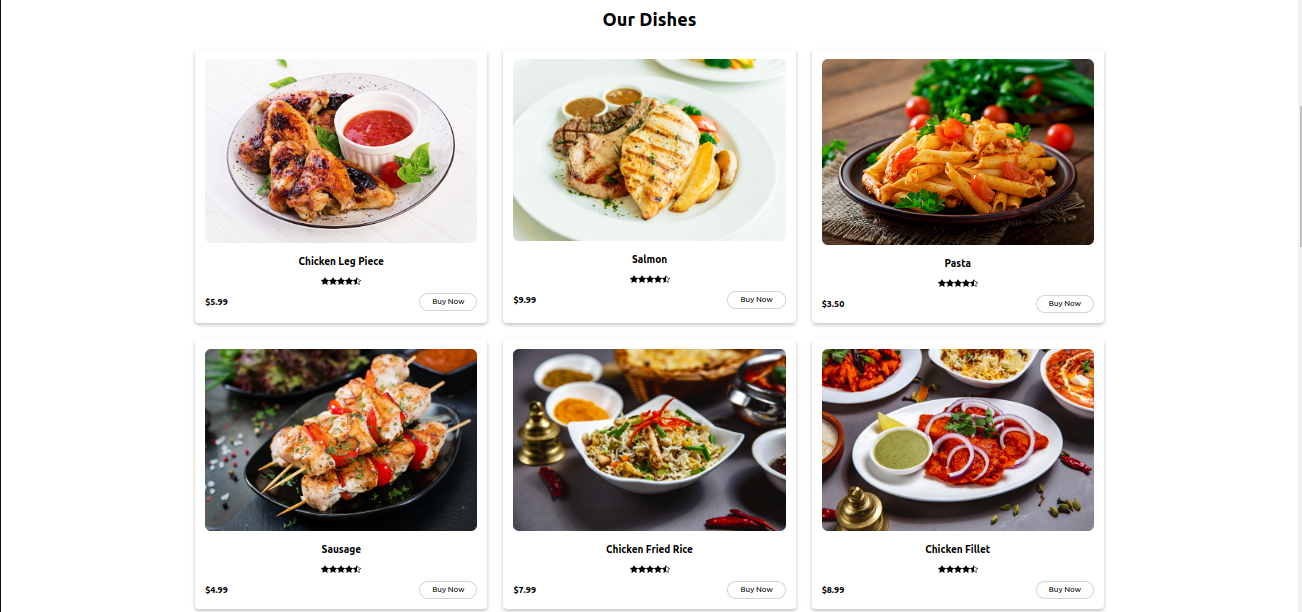 Our Dishes
Chicken Leg Piece
$5.99
Buy Now
Salmon
$9.99
Buy Now
Pasta
$3.50
Buy Now
Sausage
$4.99
Buy Now
Chicken Fried Rice
$7.99
Buy Now
Chicken Fillet
$8.99
Buy Now